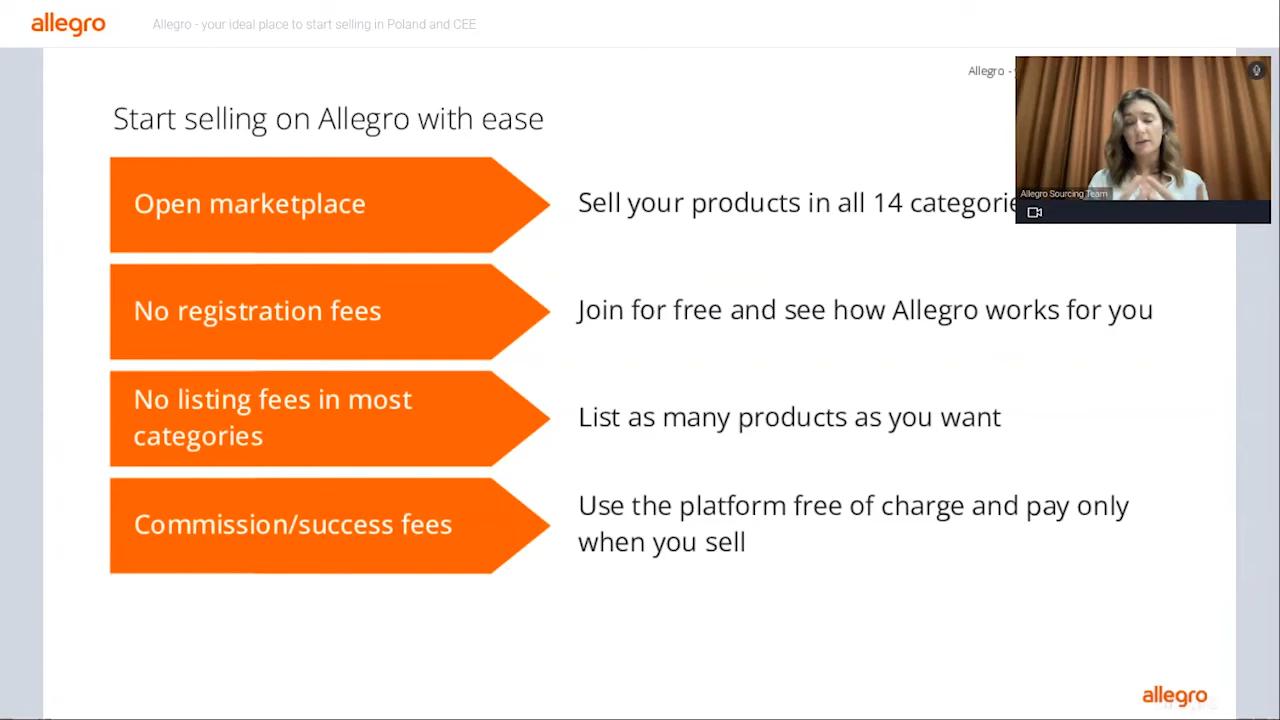 allegro
Allegro - your ideal place to start selling in Poland and CEE
Allegro -
Start selling on Allegro with ease
Allegro Sourcing Team
Open marketplace
Sell your products in all 14
No registration fees
Join for free and see how Allegro works for you
No listing fees in most
categories
List as many products as you want
Commission/success fees
Use the platform free of charge and pay only
when you sell
allegro